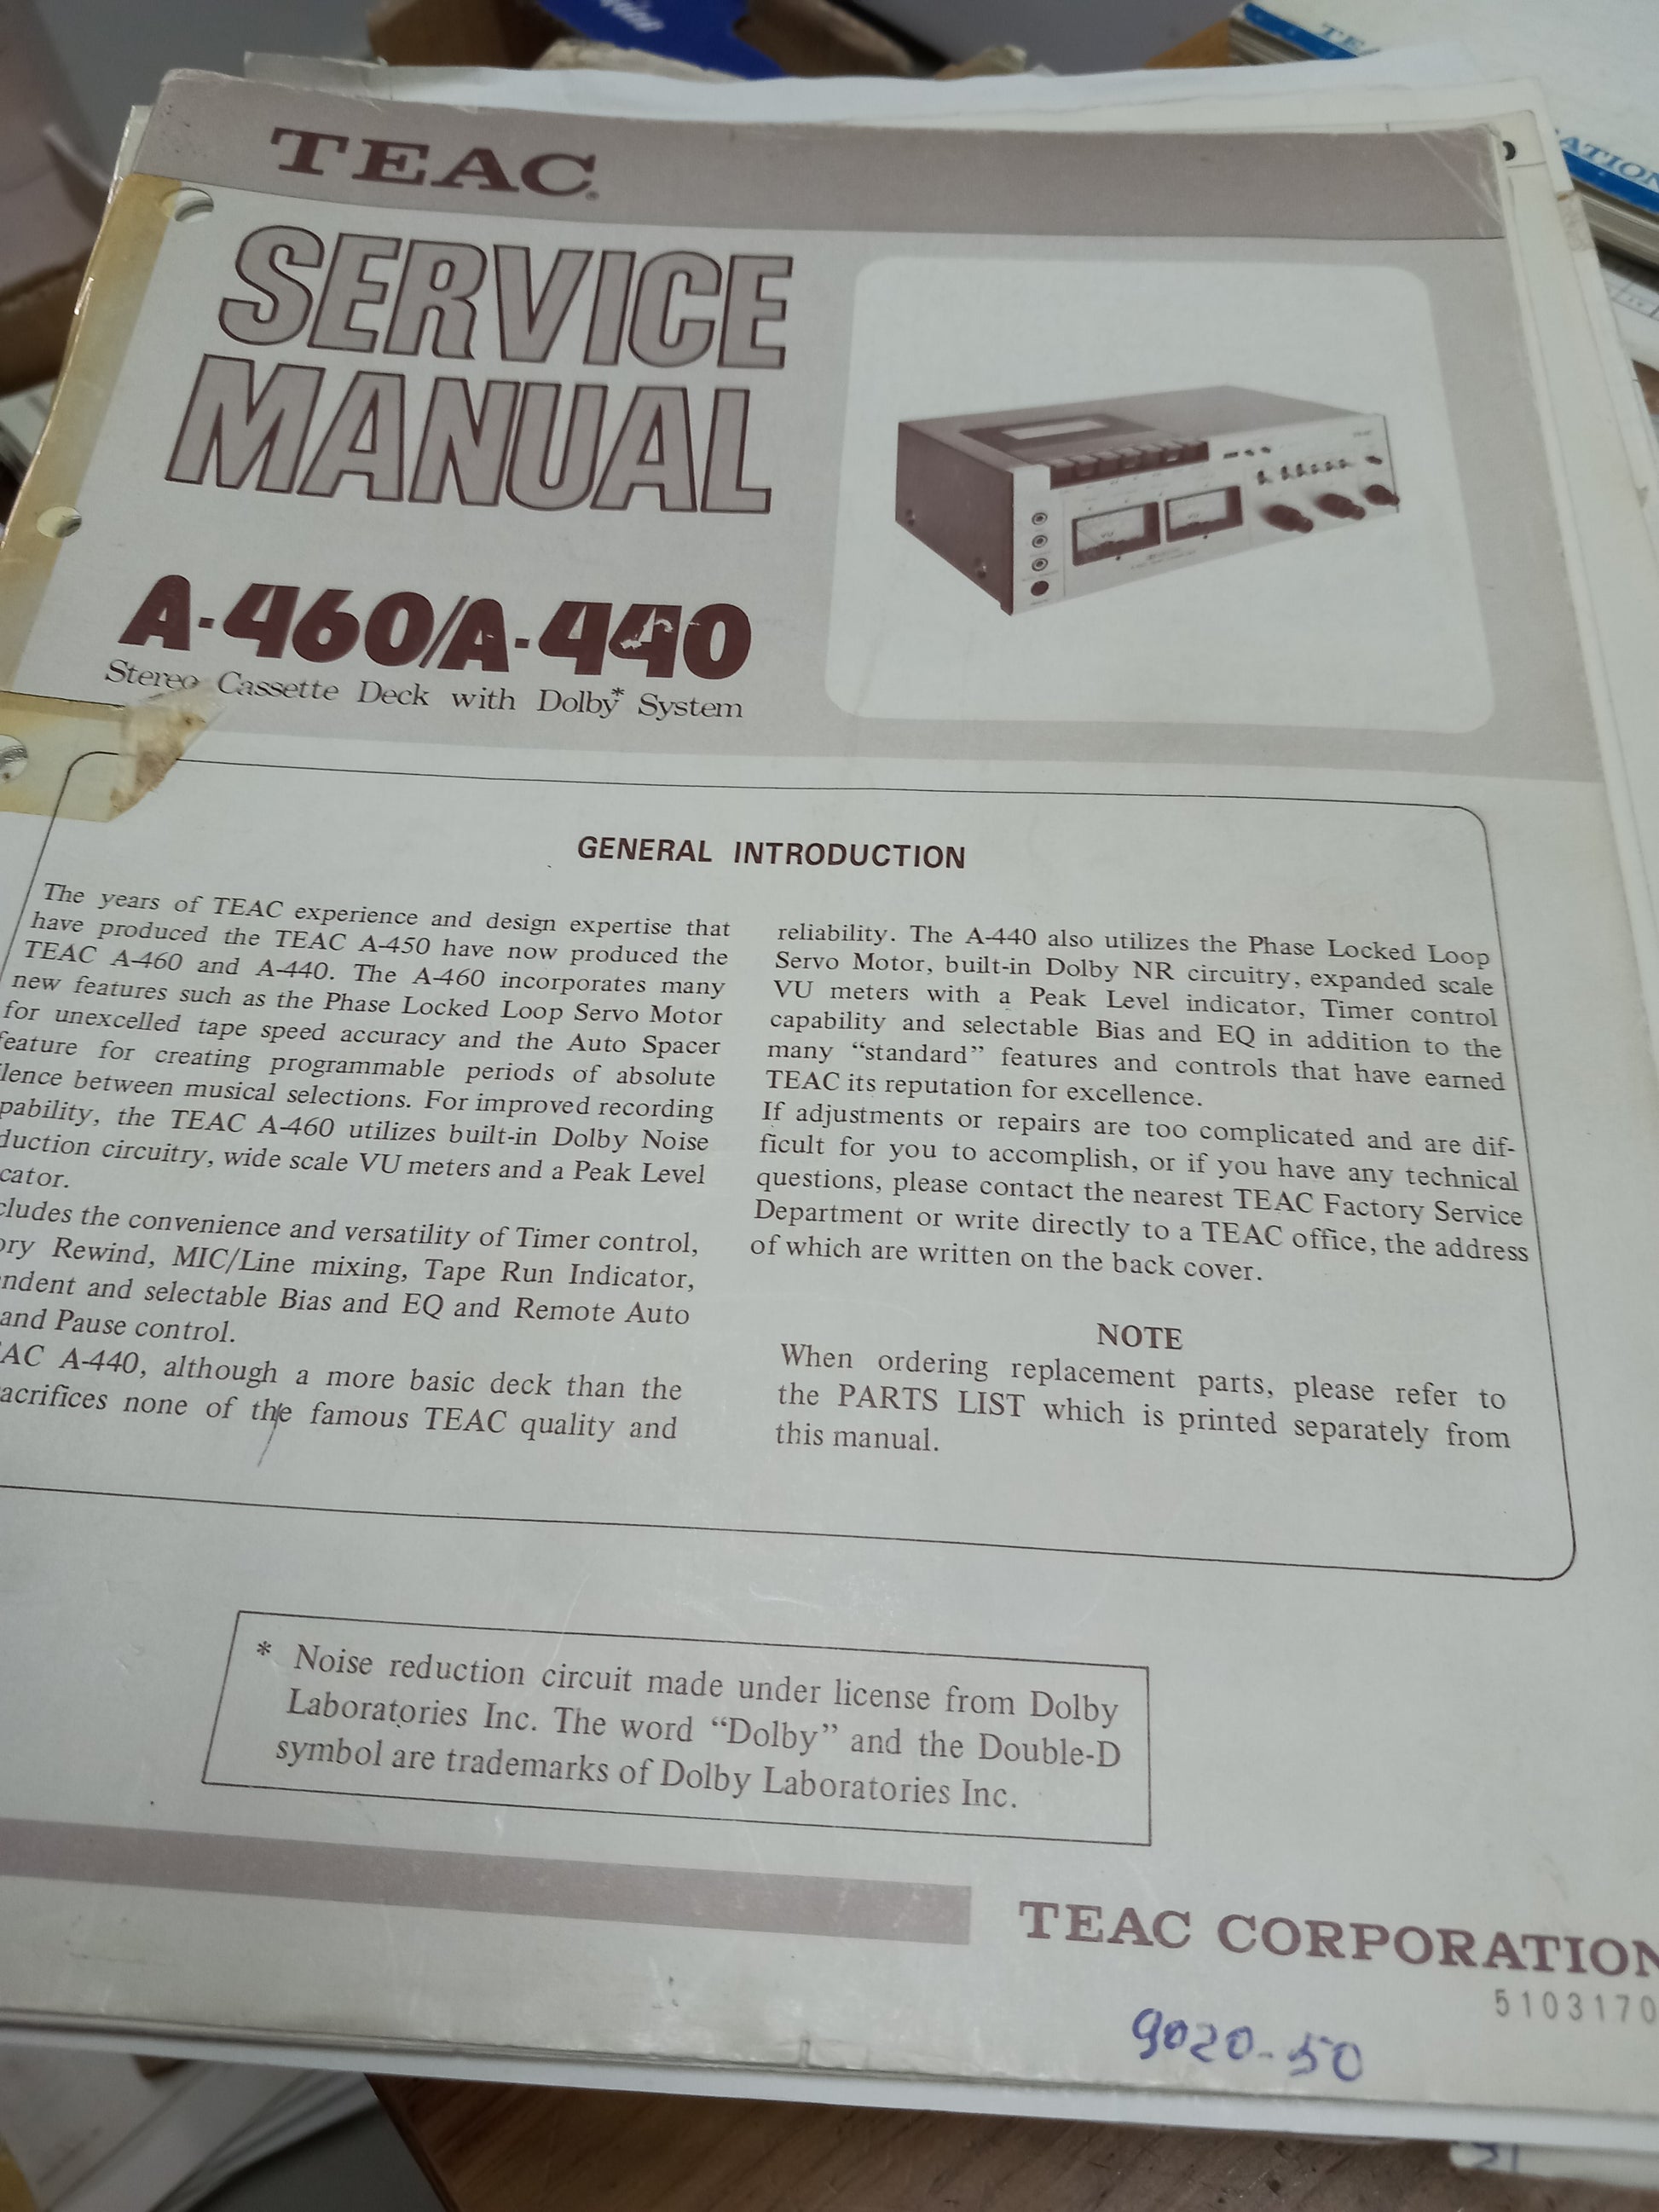 TEAC®
SERVICE
MANUAL
A-460/A-440
Stereo Cassette Deck with Dolby* System
GENERAL INTRODUCTION
The years of TEAC experience and design expertise that
have produced the TEAC A-450 have now produced the
TEAC A-460 and A-440. The A-460 incorporates many
new features such as the Phase Locked Loop Servo Motor
for unexcelled tape speed accuracy and the Auto Spacer
feature for creating programmable periods of absolute
lence between musical selections. For improved recording
pability, the TEAC A-460 utilizes built-in Dolby Noise
duction circuitry, wide scale VU meters and a Peak Level
cator.
cludes the convenience and versatility of Timer control,
ory Rewind, MIC/Line mixing, Tape Run Indicator,
ndent and selectable Bias and EQ and Remote Auto
and Pause control.
AC A-440, although a more basic deck than the
acrifices none of the famous TEAC quality and
reliability. The A-440 also utilizes the Phase Locked Loop
Servo Motor, built-in Dolby NR circuitry, expanded scale
VU meters with a Peak Level indicator, Timer control
capability and selectable Bias and EQ in addition to the
many “standard” features and controls that have earned
TEAC its reputation for excellence.
If adjustments or repairs are too complicated and are dif-
ficult for you to accomplish, or if you have any technical
questions, please contact the nearest TEAC Factory Service
Department or write directly to a TEAC office, the address
of which are written on the back cover.
NOTE
When ordering replacement parts, please refer to
the PARTS LIST which is printed separately from
this manual.
* Noise reduction circuit made under license from Dolby
Laboratories Inc. The word “Dolby” and the Double-D
symbol are trademarks of Dolby Laboratories Inc.
TEAC CORPORATION
5103170
9020-50